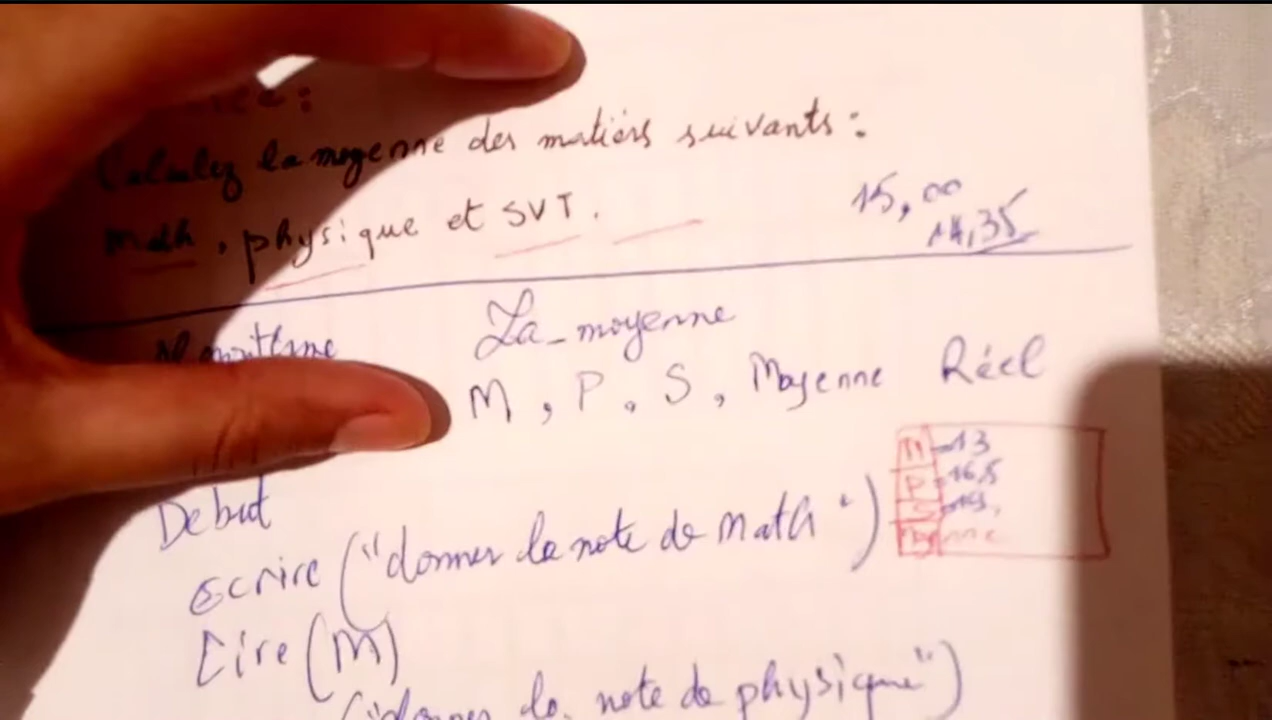 Calculez la moyenne des matiérs suivants :
Math , physique et SVT .
15,00
14,35
La_moyenne
M , P , S , Moyenne Réel
M 13
P 16,5
S
Debut
Ecrire ("donner la note de math ")
Lire (M)
("donner la note de physique")